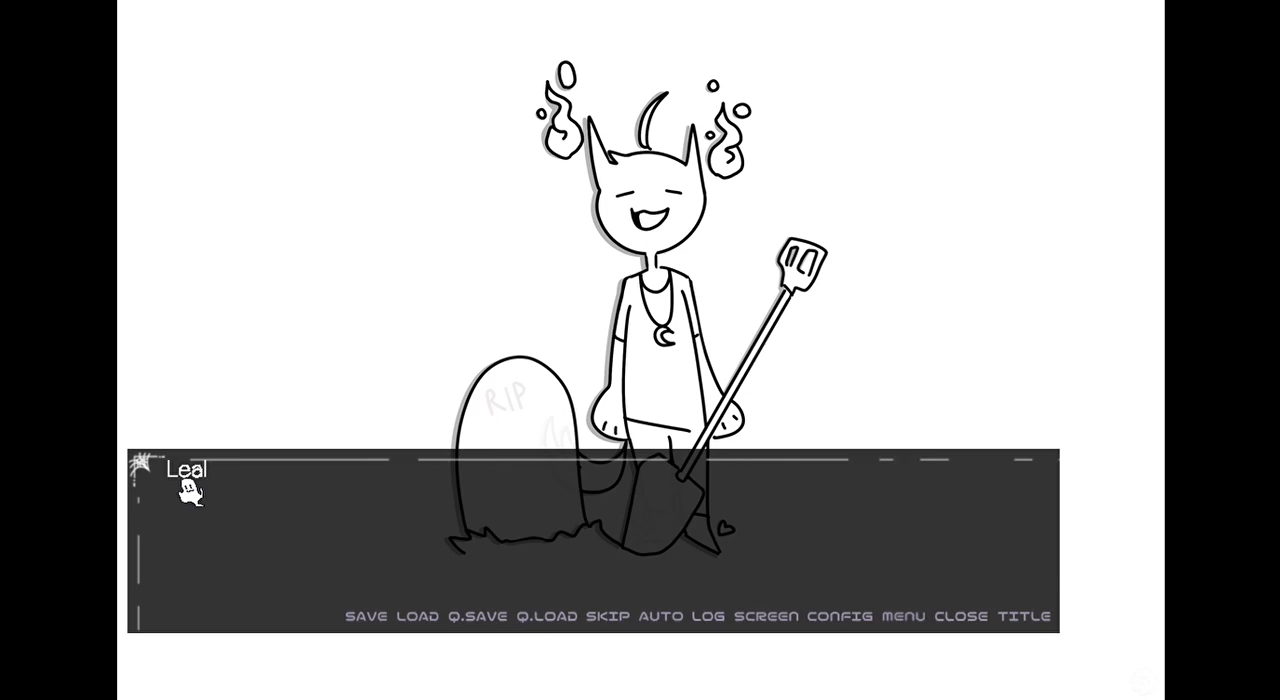 RIP
Leal
SAVE LOAD Q.SAVE Q.LOAD SKIP AUTO LOG SCREEN CONFIG MENU CLOSE TITLE